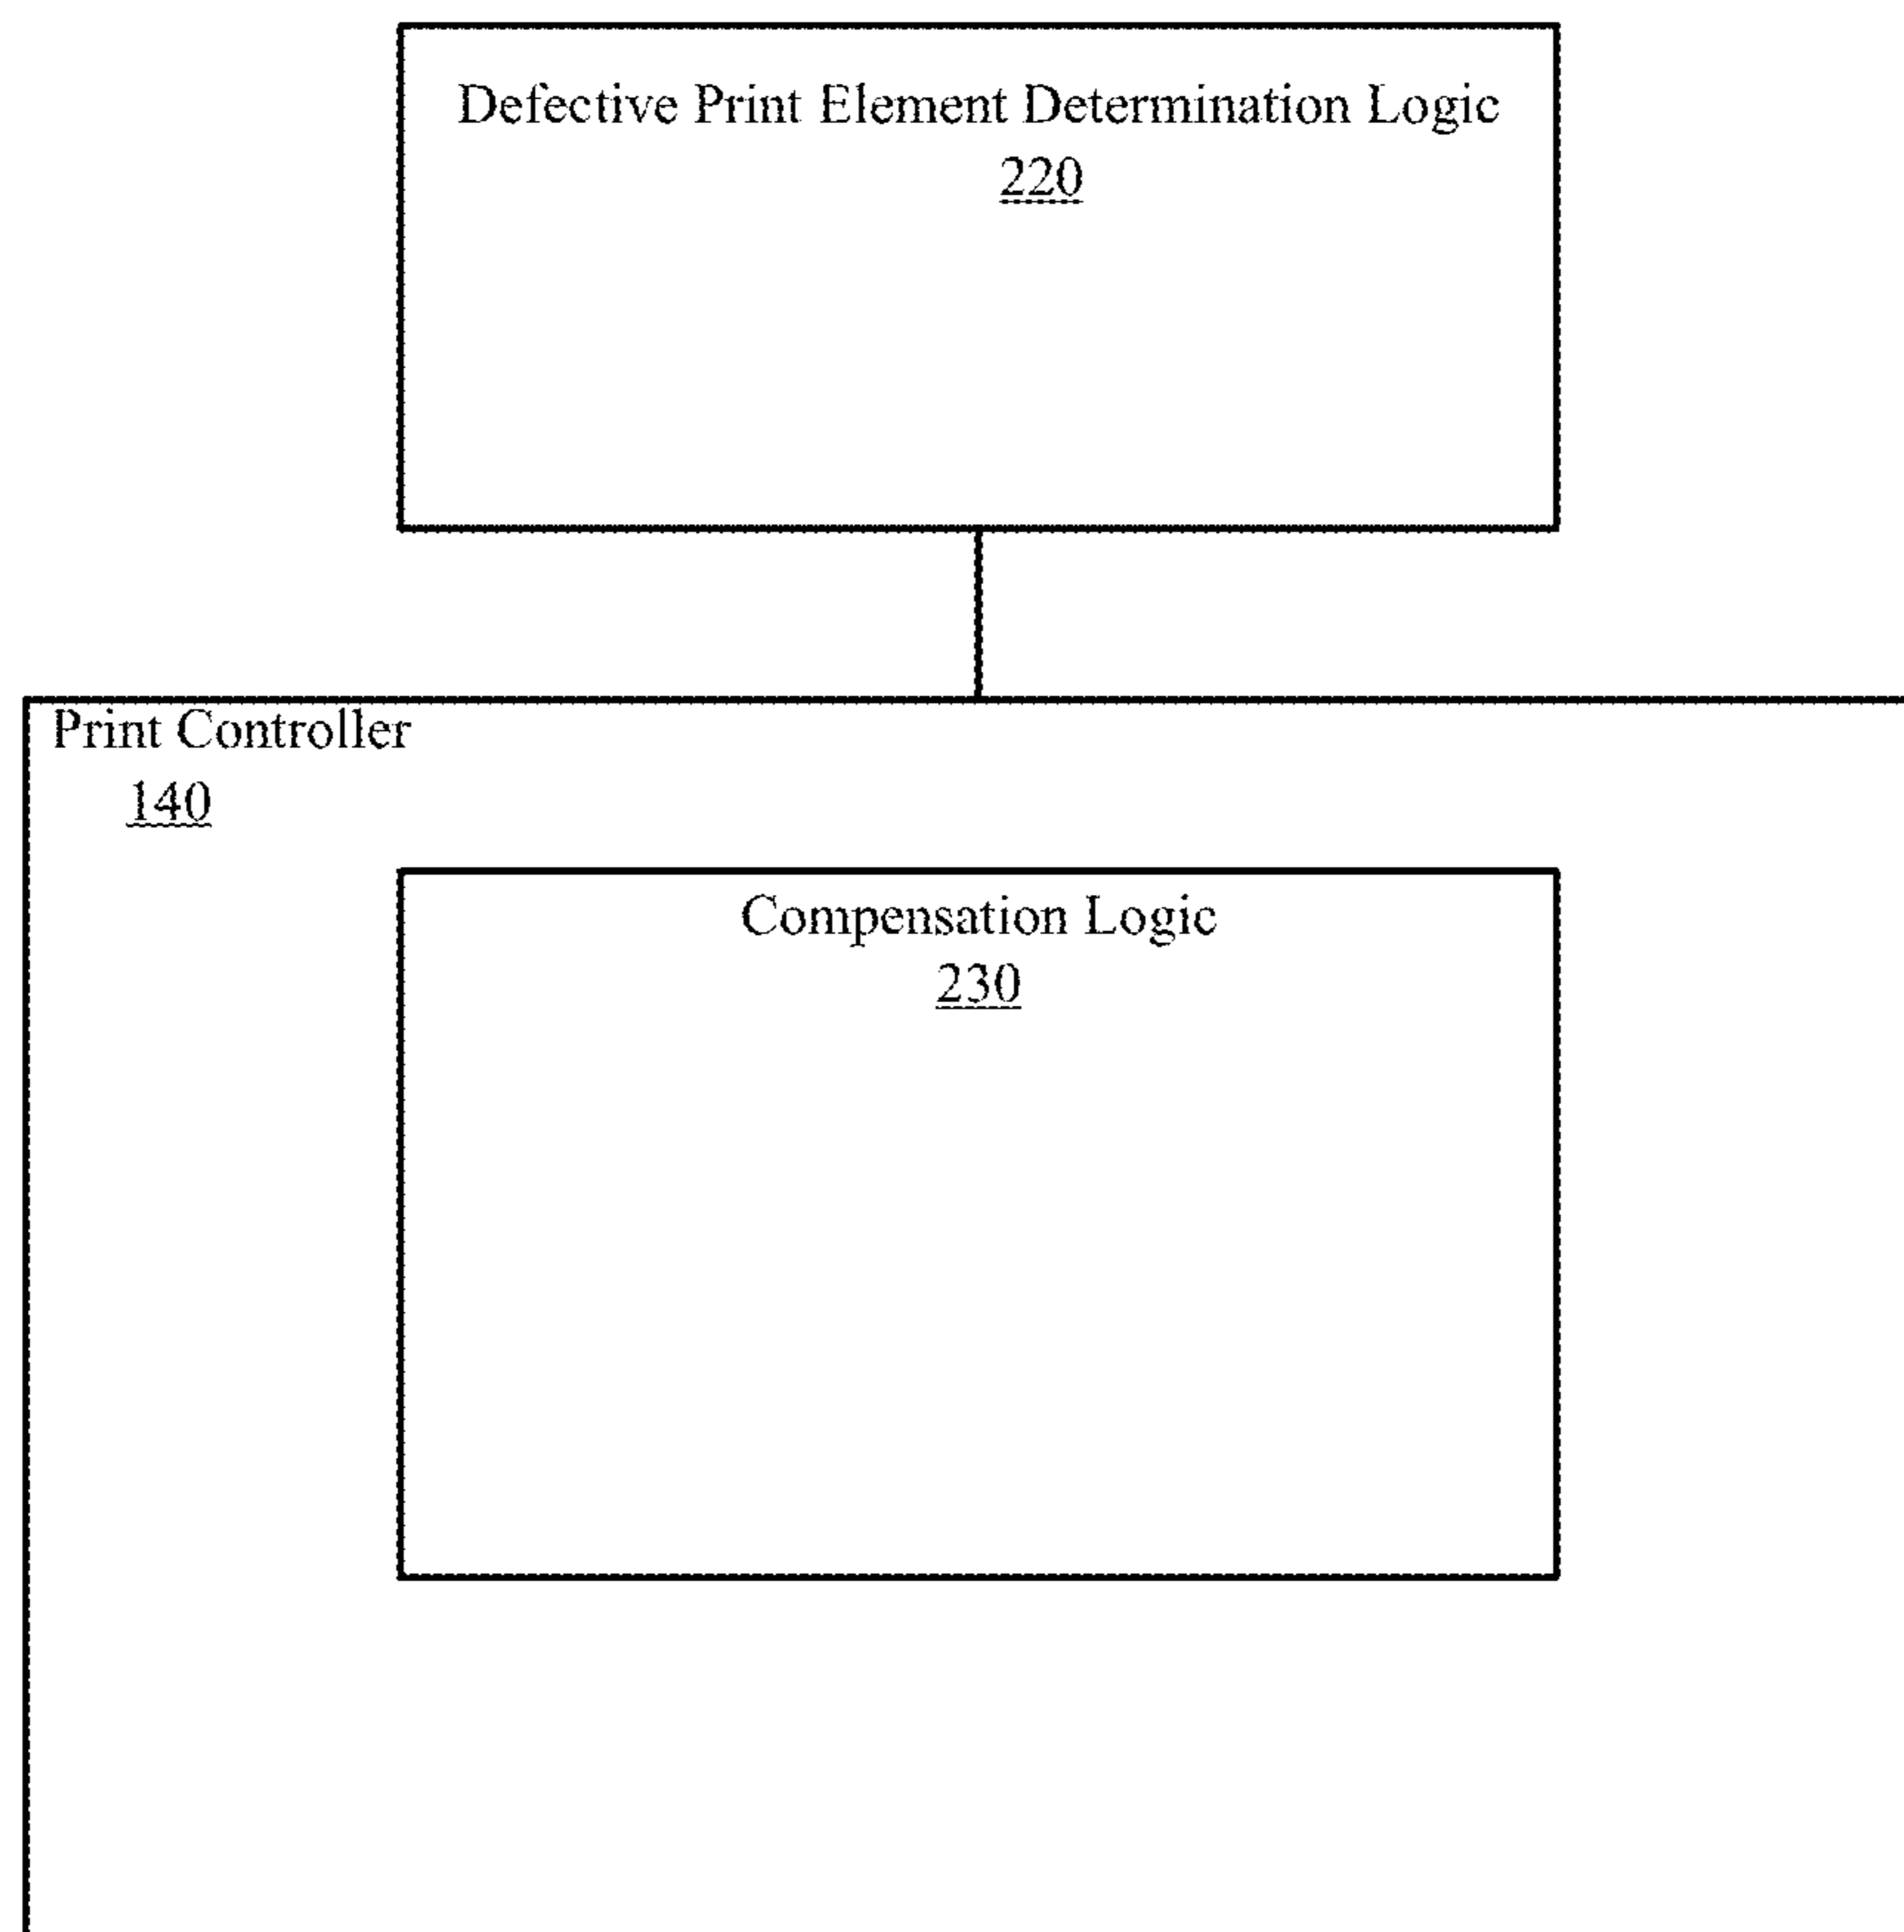 Defective Print Element Determination Logic
220
Print Controller
140
Compensation Logic
230